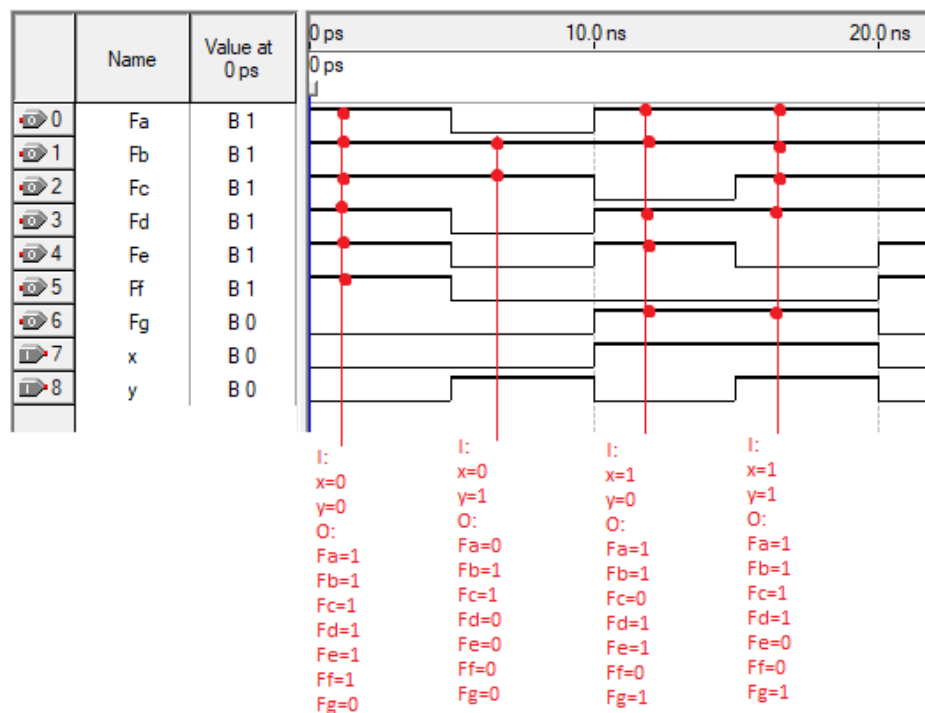 Name
Value at
0 ps
0 ps
10.0 ns
20.0 ns
0 ps
0 Fa B 1
1 Fb B 1
2 Fc B 1
3 Fd B 1
4 Fe B 1
5 Ff B 1
6 Fg B 0
7 x B 0
8 y B 0
I:
x=0
y=0
O:
Fa=1
Fb=1
Fc=1
Fd=1
Fe=1
Ff=1
Fg=0
I:
x=0
y=1
O:
Fa=0
Fb=1
Fc=1
Fd=0
Fe=0
Ff=0
Fg=0
I:
x=1
y=0
O:
Fa=1
Fb=1
Fc=0
Fd=1
Fe=1
Ff=0
Fg=1
I:
x=1
y=1
O:
Fa=1
Fb=1
Fc=1
Fd=1
Fe=0
Ff=0
Fg=1